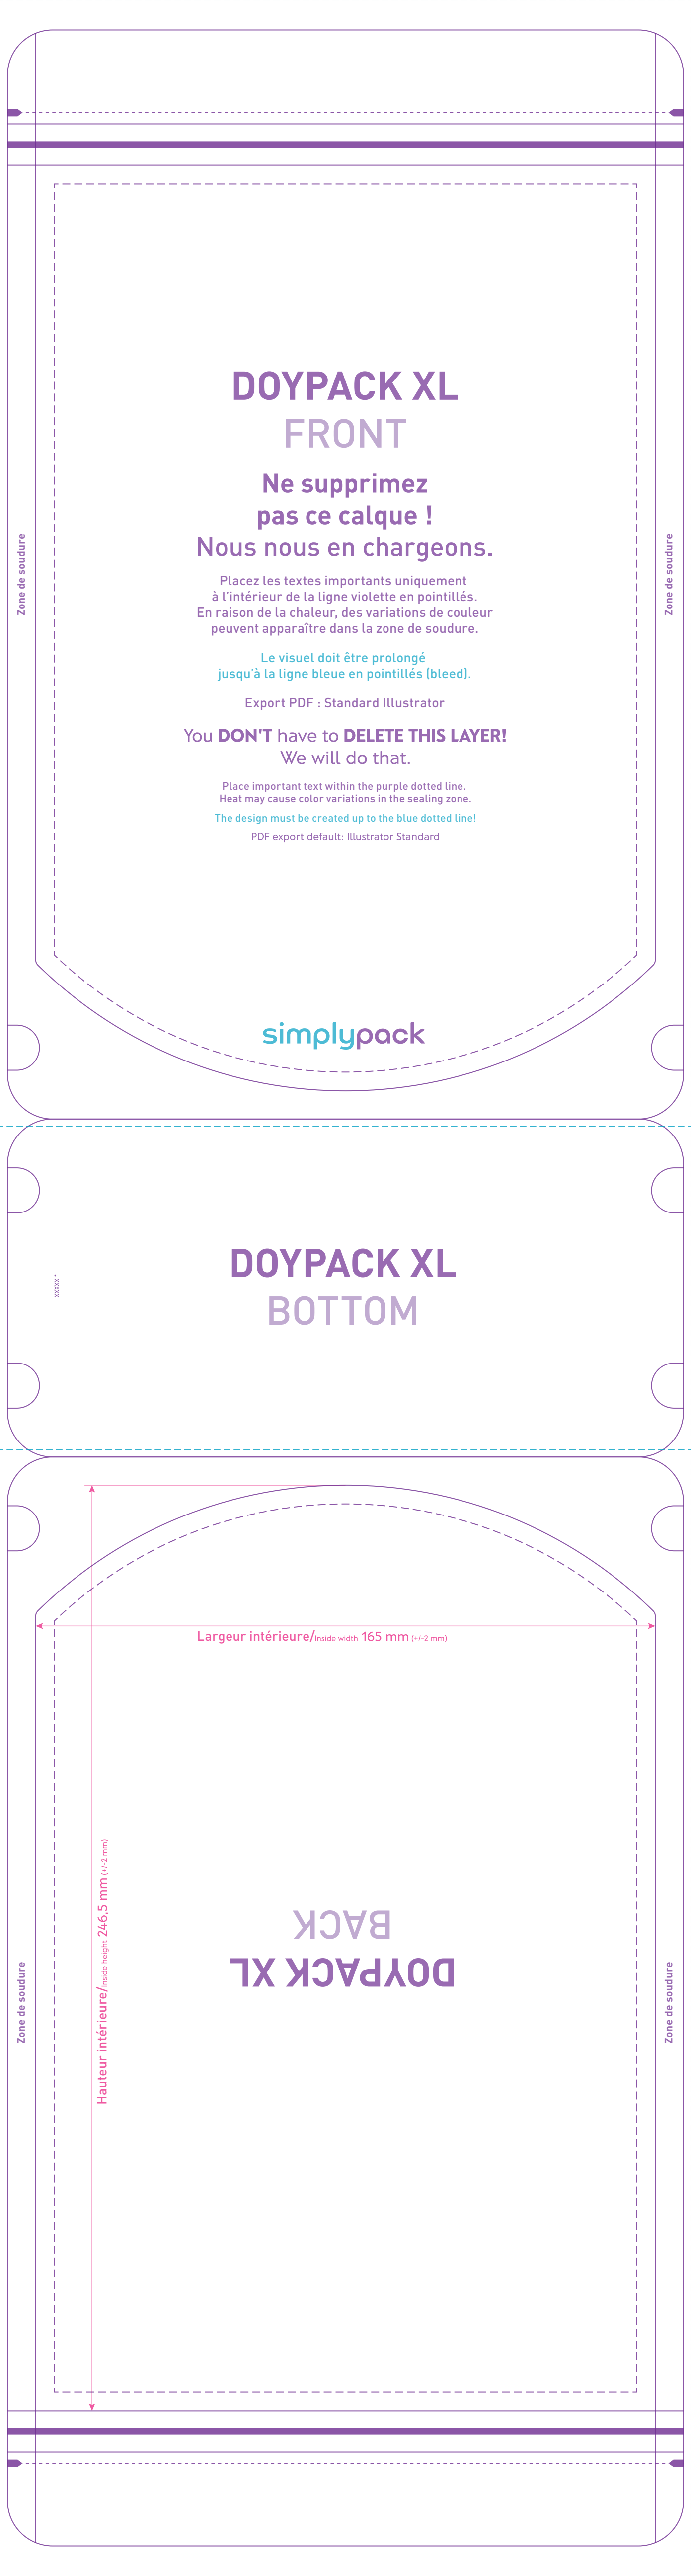 DOYPACK XL
FRONT
Ne supprimez
pas ce calque !
Nous nous en chargeons.
Placez les textes importants uniquement
à l'intérieur de la ligne violette en pointillés.
En raison de la chaleur, des variations de couleur
peuvent apparaître dans la zone de soudure.
Le visuel doit être prolongé
jusqu'à la ligne bleue en pointillés (bleed).
Export PDF : Standard Illustrator
You DON'T have to DELETE THIS LAYER!
We will do that.
Place important text within the purple dotted line.
Heat may cause color variations in the sealing zone.
The design must be created up to the blue dotted line!
PDF export default: Illustrator Standard
Zone de soudure
Zone de soudure
simplypack
DOYPACK XL
BOTTOM
Largeur intérieure/Inside width 165 mm (+/-2 mm)
Hauteur intérieure/Inside height 246,5 mm (+/-2 mm)
DOYPACK XL
BACK
Zone de soudure
Zone de soudure